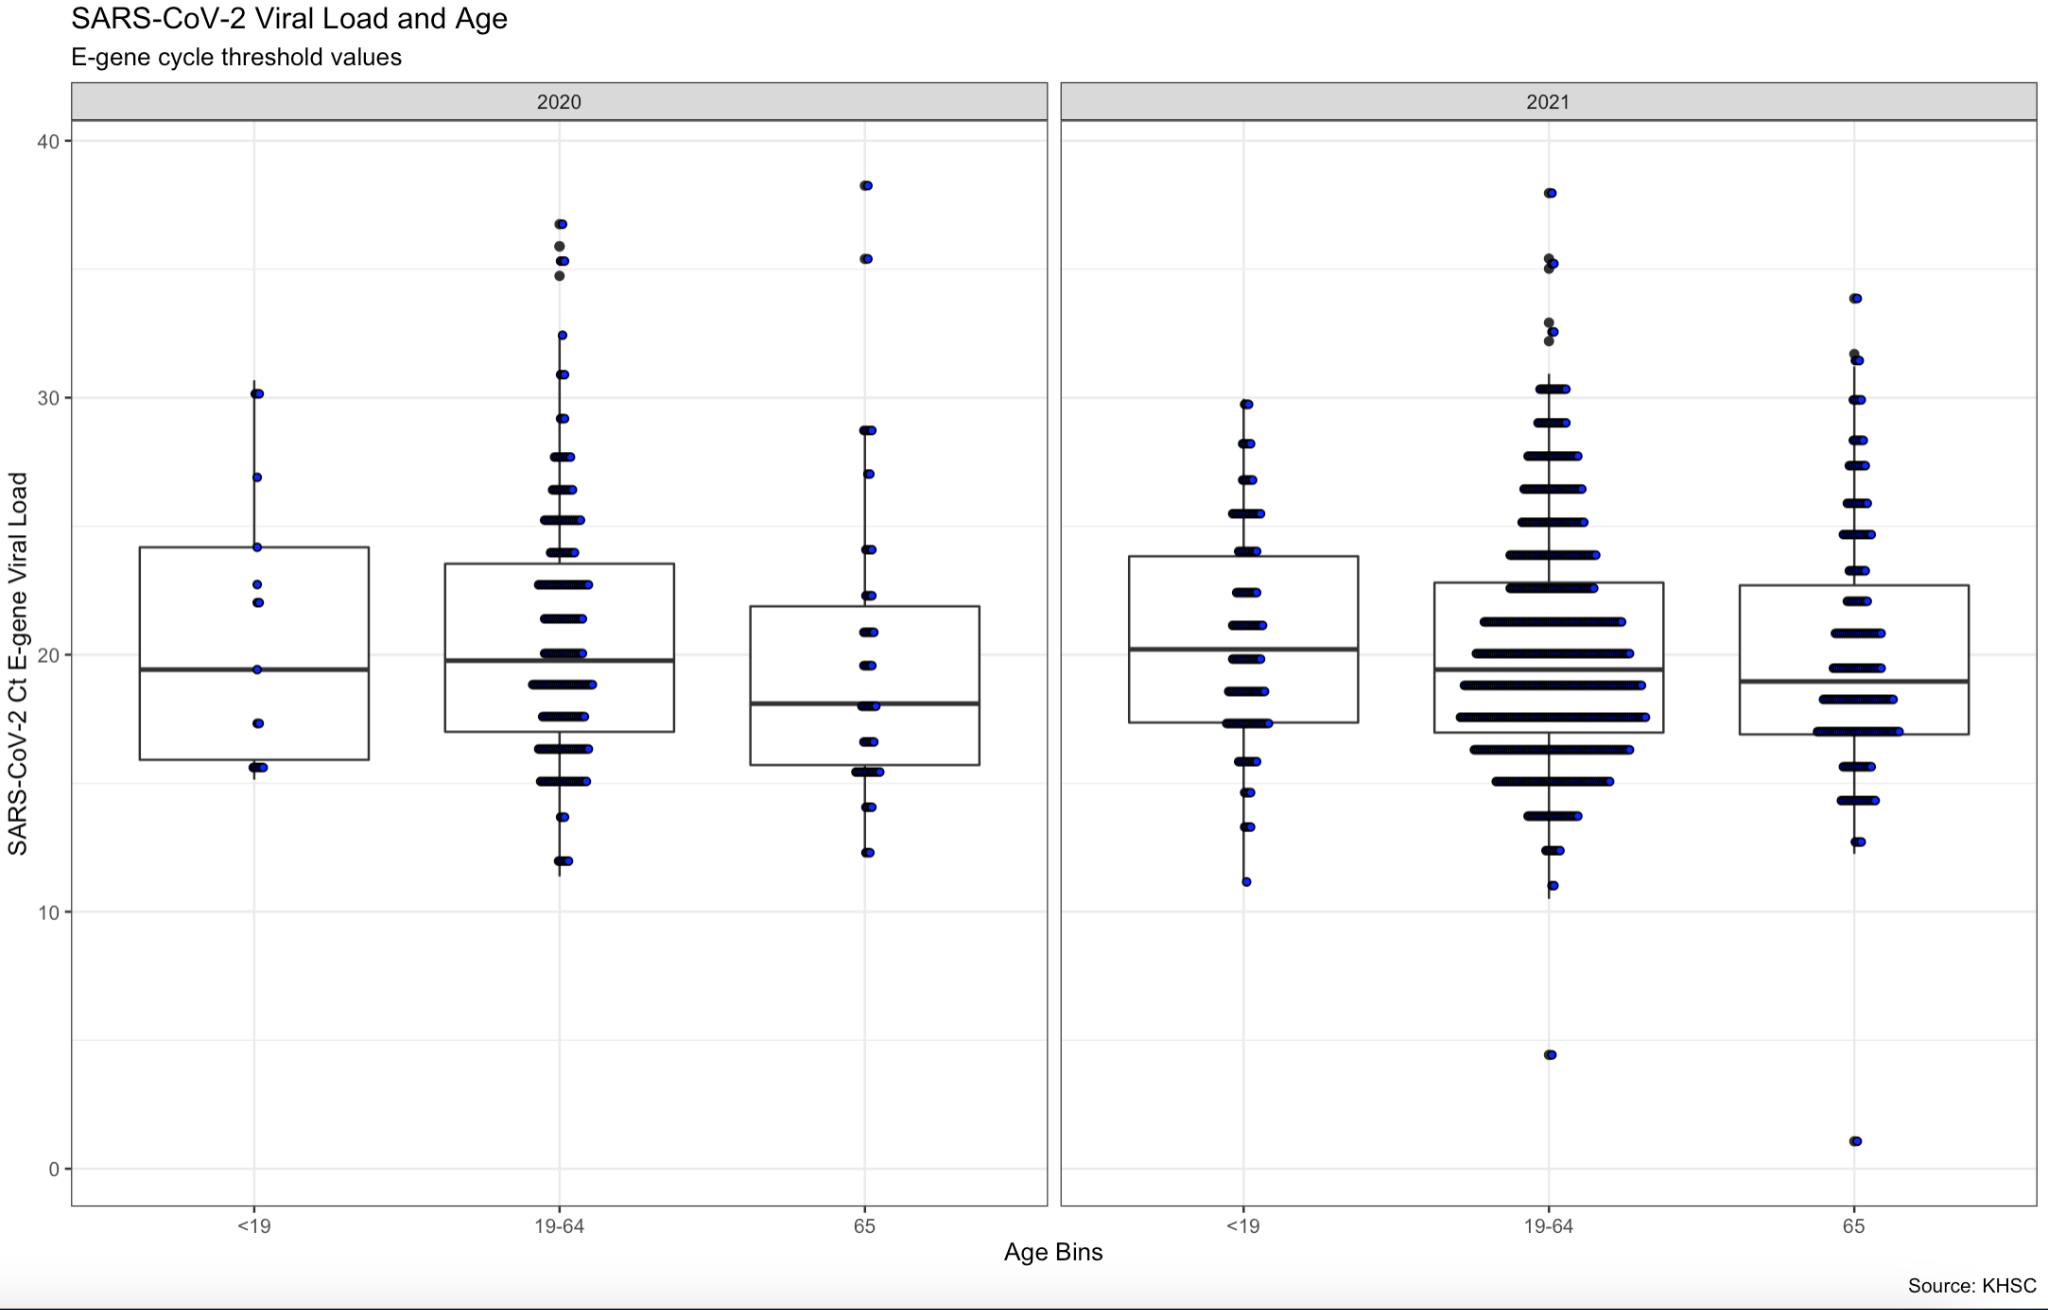 SARS-CoV-2 Viral Load and Age
E-gene cycle threshold values
2020
2021
SARS-CoV-2 Ct E-gene Viral Load
40
30
20
10
0
<19
19-64
65
<19
19-64
65
Age Bins
Source: KHSC